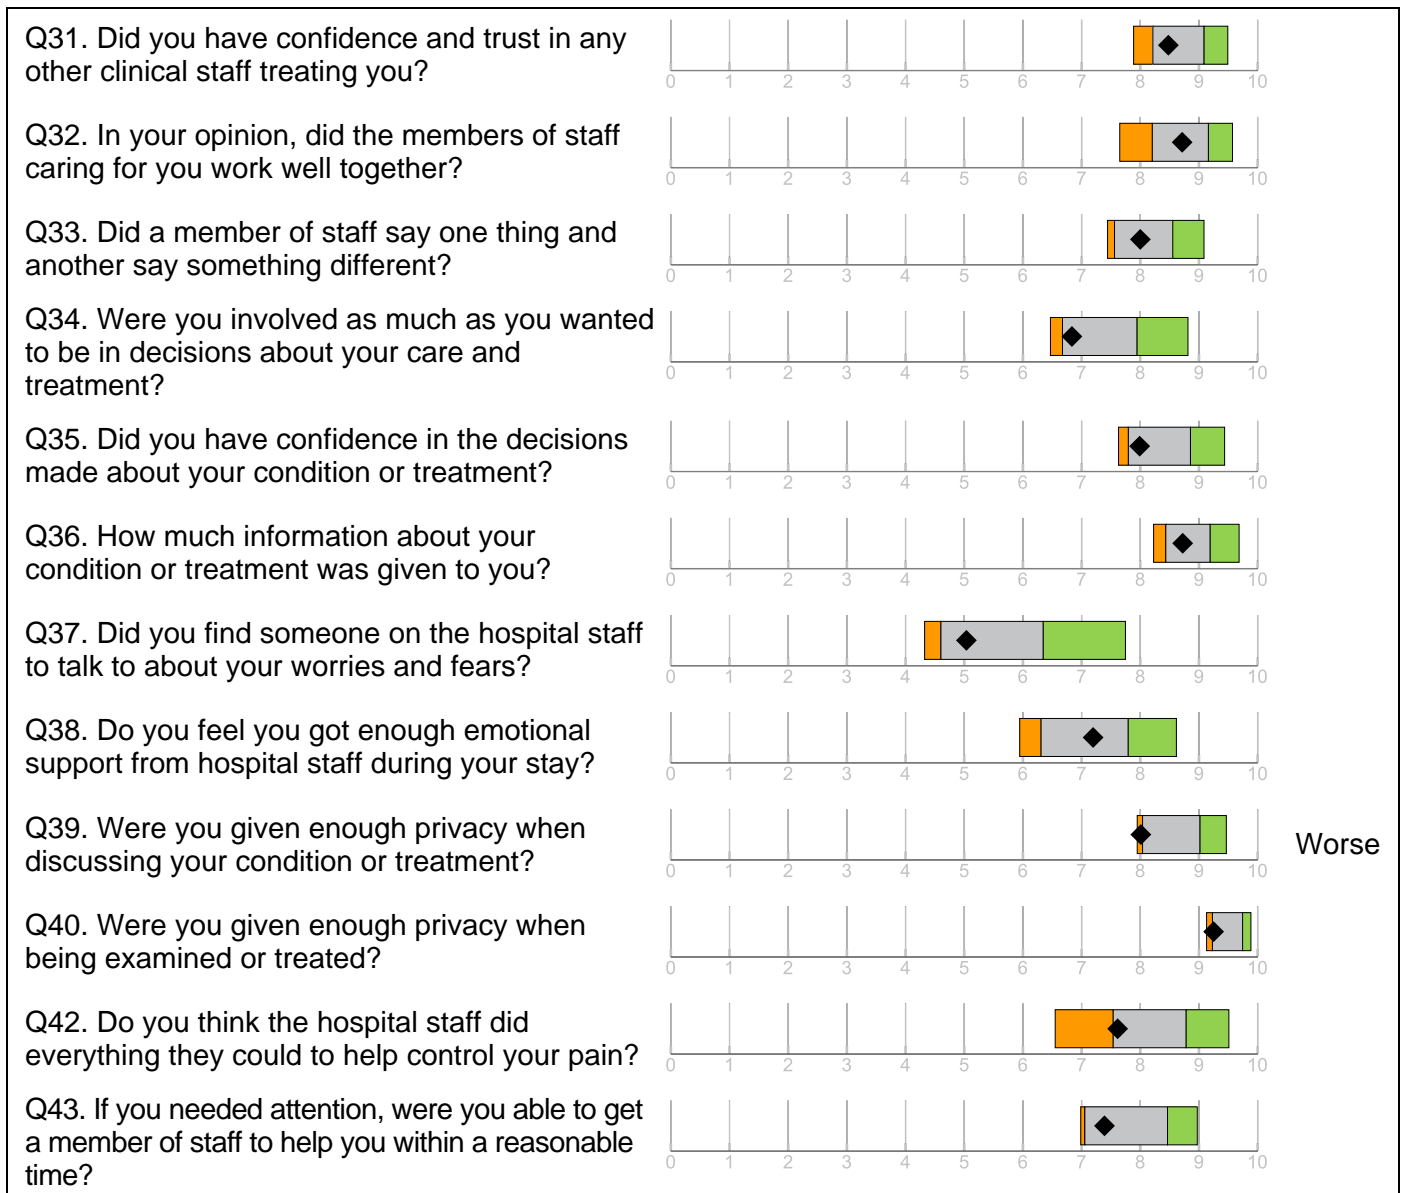 Q31. Did you have confidence and trust in any
other clinical staff treating you?
0 1 2 3 4 5 6 7 8 9 10
Q32. In your opinion, did the members of staff
caring for you work well together?
0 1 2 3 4 5 6 7 8 9 10
Q33. Did a member of staff say one thing and
another say something different?
0 1 2 3 4 5 6 7 8 9 10
Q34. Were you involved as much as you wanted
to be in decisions about your care and
treatment?
0 1 2 3 4 5 6 7 8 9 10
Q35. Did you have confidence in the decisions
made about your condition or treatment?
0 1 2 3 4 5 6 7 8 9 10
Q36. How much information about your
condition or treatment was given to you?
0 1 2 3 4 5 6 7 8 9 10
Q37. Did you find someone on the hospital staff
to talk to about your worries and fears?
0 1 2 3 4 5 6 7 8 9 10
Q38. Do you feel you got enough emotional
support from hospital staff during your stay?
0 1 2 3 4 5 6 7 8 9 10
Q39. Were you given enough privacy when
discussing your condition or treatment?
Worse
0 1 2 3 4 5 6 7 8 9 10
Q40. Were you given enough privacy when
being examined or treated?
0 1 2 3 4 5 6 7 8 9 10
Q42. Do you think the hospital staff did
everything they could to help control your pain?
0 1 2 3 4 5 6 7 8 9 10
Q43. If you needed attention, were you able to get
a member of staff to help you within a reasonable
time?
0 1 2 3 4 5 6 7 8 9 10